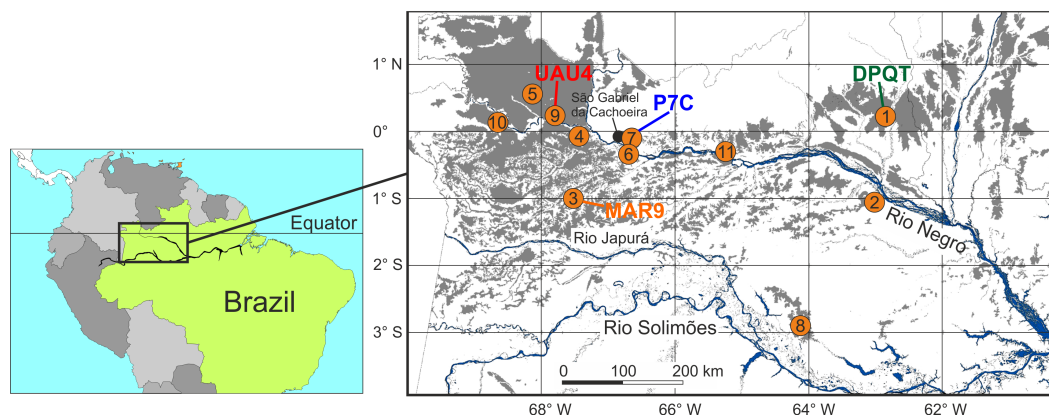 Equator
Brazil
1° N
0°
1° S
2° S
3° S
68° W
66° W
64° W
62° W
UAU4
DPQT
P7C
MAR9
São Gabriel
da Cachoeira
5
9
10
4
7
6
11
3
1
2
8
Rio Negro
Rio Japurá
Rio Solimões
0 100 200 km